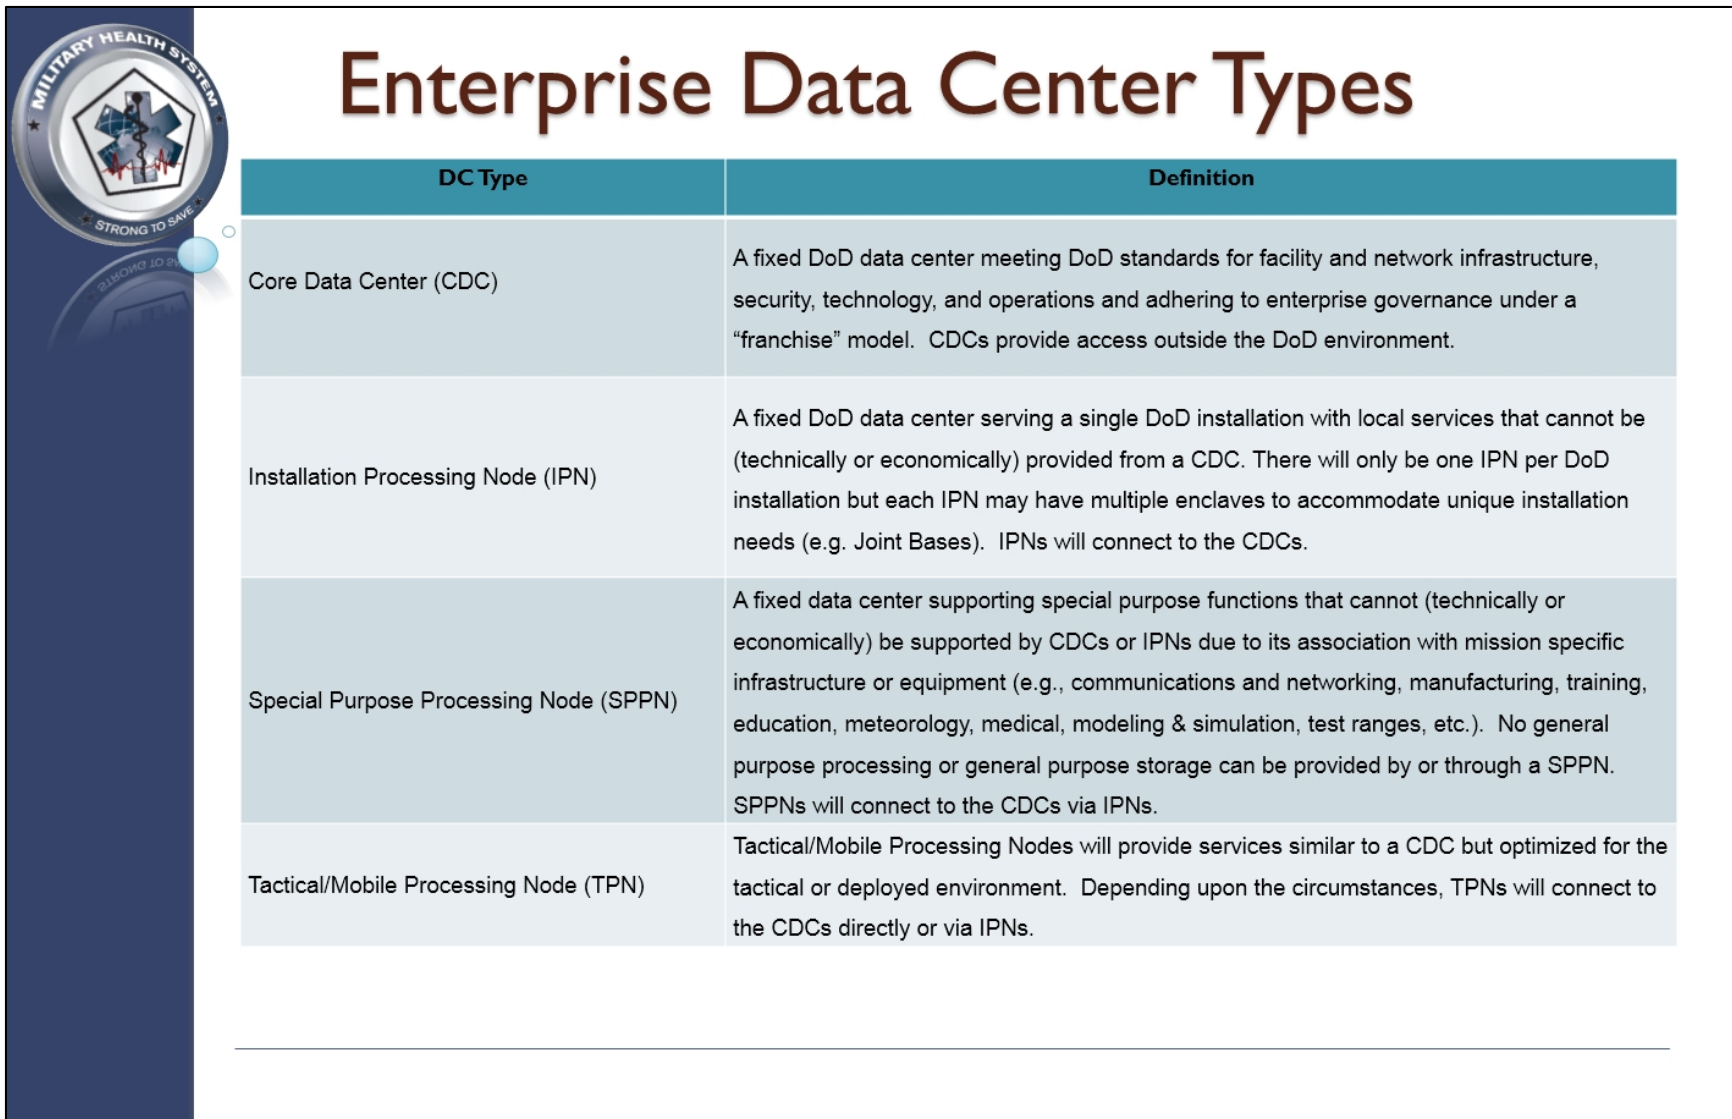 MILITARY HEALTH SYSTEM
STRONG TO SAVE
Enterprise Data Center Types
DC Type
Definition
Core Data Center (CDC)
A fixed DoD data center meeting DoD standards for facility and network infrastructure,
security, technology, and operations and adhering to enterprise governance under a
“franchise” model.  CDCs provide access outside the DoD environment.
Installation Processing Node (IPN)
A fixed DoD data center serving a single DoD installation with local services that cannot be
(technically or economically) provided from a CDC. There will only be one IPN per DoD
installation but each IPN may have multiple enclaves to accommodate unique installation
needs (e.g. Joint Bases).  IPNs will connect to the CDCs.
Special Purpose Processing Node (SPPN)
A fixed data center supporting special purpose functions that cannot (technically or
economically) be supported by CDCs or IPNs due to its association with mission specific
infrastructure or equipment (e.g., communications and networking, manufacturing, training,
education, meteorology, medical, modeling & simulation, test ranges, etc.).  No general
purpose processing or general purpose storage can be provided by or through a SPPN.
SPPNs will connect to the CDCs via IPNs.
Tactical/Mobile Processing Node (TPN)
Tactical/Mobile Processing Nodes will provide services similar to a CDC but optimized for the
tactical or deployed environment.  Depending upon the circumstances, TPNs will connect to
the CDCs directly or via IPNs.